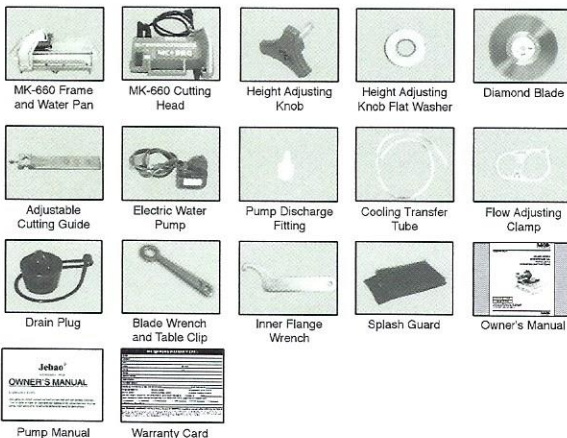 MK-660 Frame
and Water Pan
MK-660 Cutting
Head
Height Adjusting
Knob
Height Adjusting
Knob Flat Washer
Diamond Blade
Adjustable
Cutting Guide
Electric Water
Pump
Pump Discharge
Fitting
Cooling Transfer
Tube
Flow Adjusting
Clamp
Drain Plug
Blade Wrench
and Table Clip
Inner Flange
Wrench
Splash Guard
Owner's Manual
Jebao
OWNER'S MANUAL
Pump Manual
Warranty Card